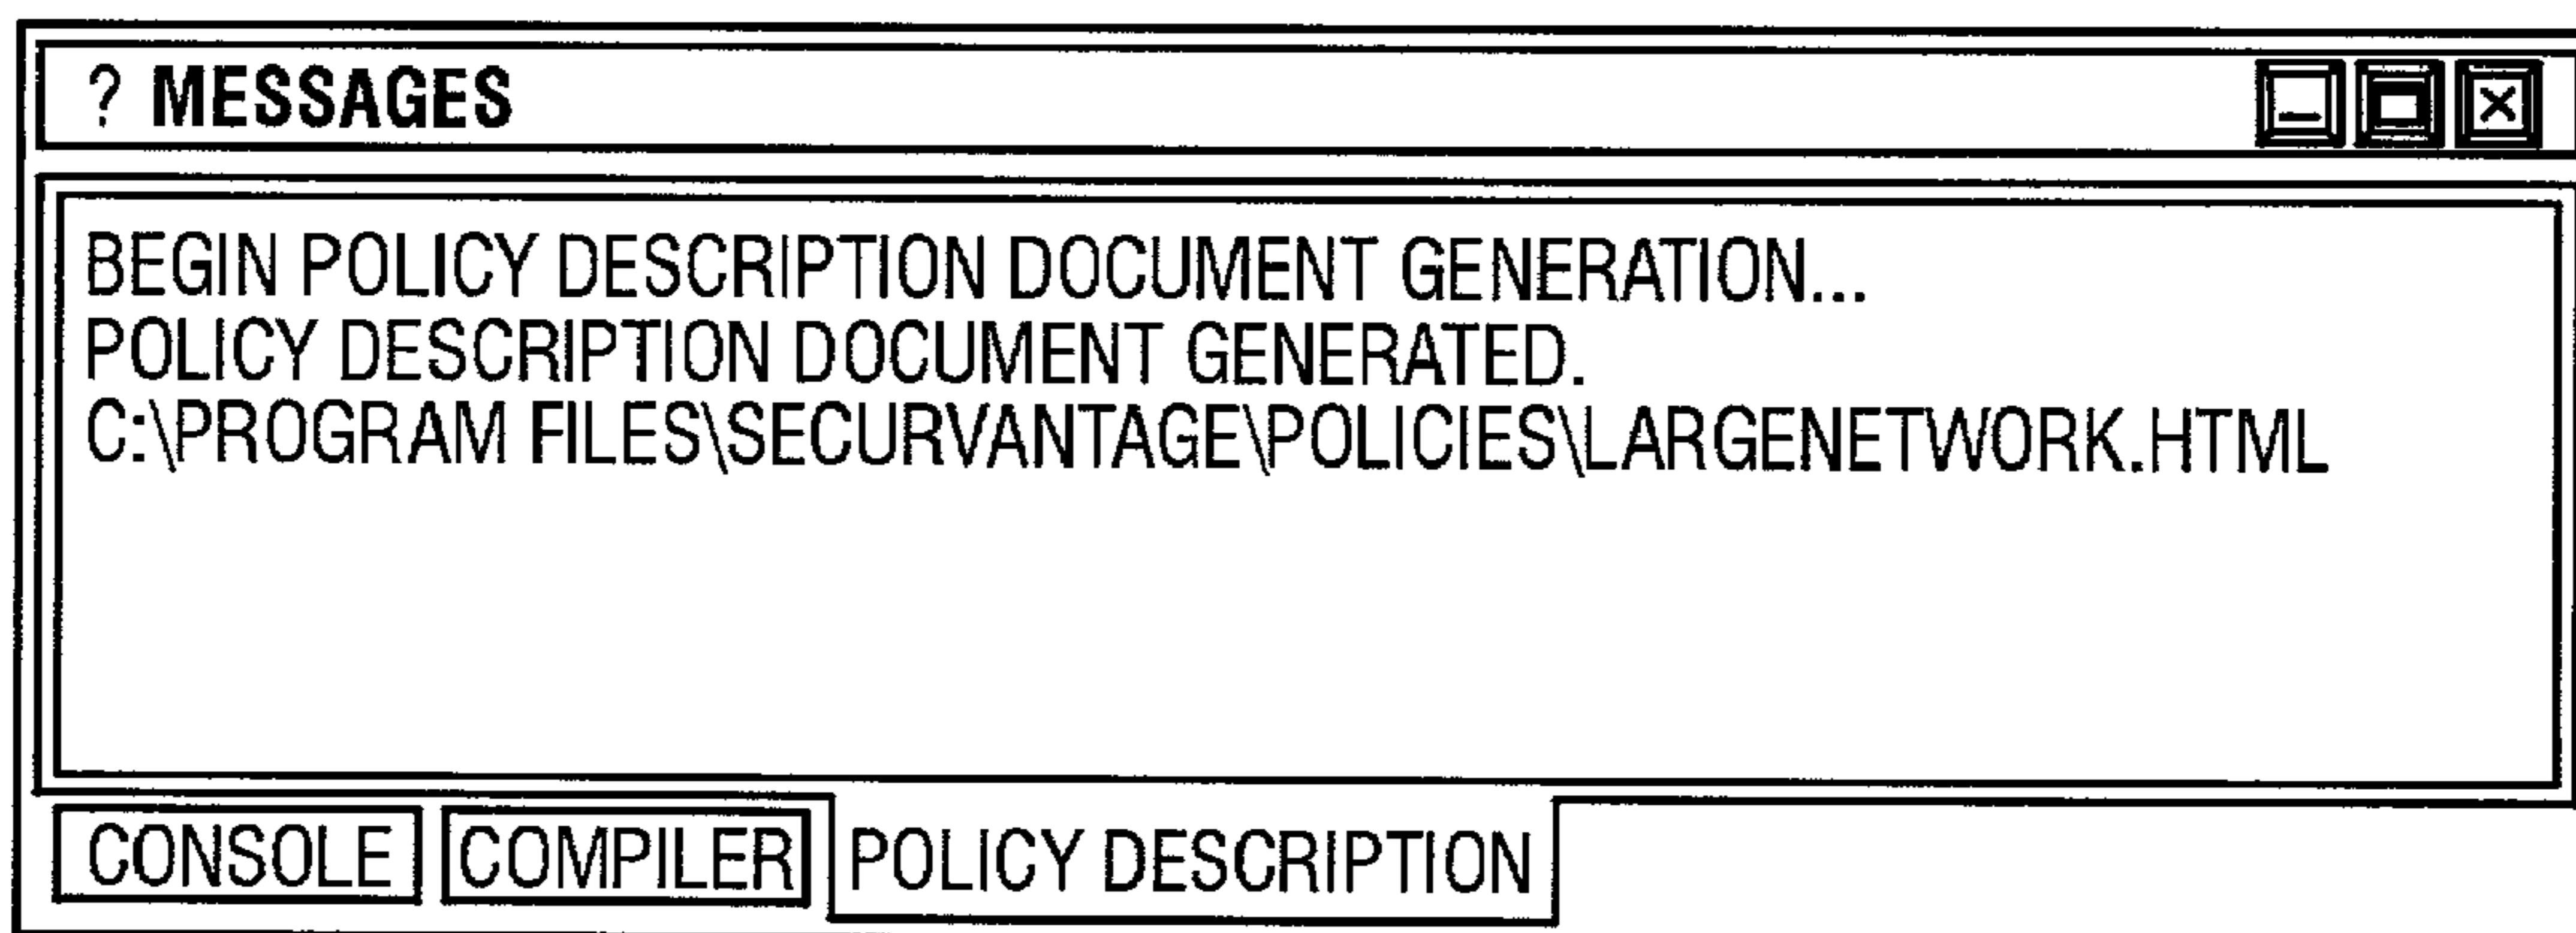 ? MESSAGES
BEGIN POLICY DESCRIPTION DOCUMENT GENERATION...
POLICY DESCRIPTION DOCUMENT GENERATED.
C:\PROGRAM FILES\SECURVANTAGE\POLICIES\LARGENETWORK.HTML
CONSOLE COMPILER POLICY DESCRIPTION